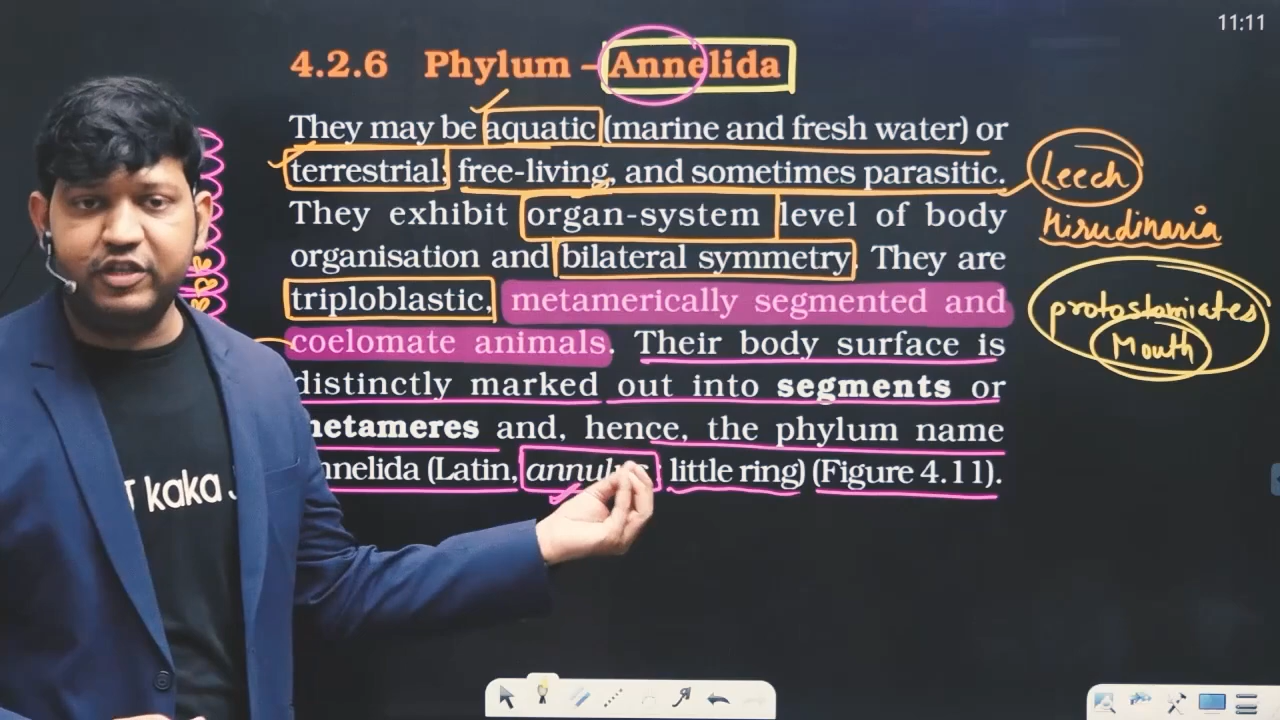 11:11
4.2.6 Phylum – Annelida
They may be aquatic (marine and fresh water) or
terrestrial; free-living, and sometimes parasitic.
They exhibit organ-system level of body
organisation and bilateral symmetry. They are
triploblastic, metamerically segmented and
coelomate animals. Their body surface is
distinctly marked out into segments or
metameres and, hence, the phylum name
nnelida (Latin, annulus: little ring) (Figure 4.11).
Leech
Hirudinaria
protostomiates
Mouth
T kaka J